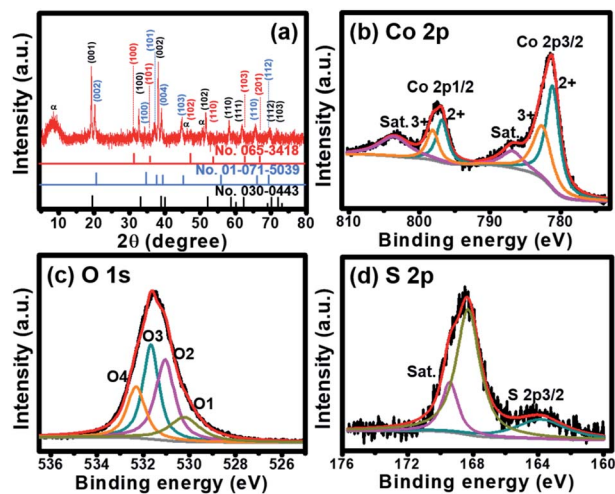 (a)
(001)
(002)
(100)
(100)
(101)
(100)
(101)
(002)
(004)
(103)
α
(102)
α
(102)
(110)
(110)
(111)
(103)
(110)
(201)
(112)
(112)
(103)
α
No. 065-3418
No. 01-071-5039
No. 030-0443
5 10 20 30 40 50 60 70 80
2θ (degree)
Intensity (a.u.)
(b) Co 2p
Co 2p3/2
Co 2p1/2
2+
Sat. 3+
2+
Sat.
3+
810 800 790 780
Binding energy (eV)
Intensity (a.u.)
(c) O 1s
O3
O2
O4
O1
536 534 532 530 528 526
Binding energy (eV)
Intensity (a.u.)
(d) S 2p
Sat.
S 2p3/2
176 172 168 164 160
Binding energy (eV)
Intensity (a.u.)